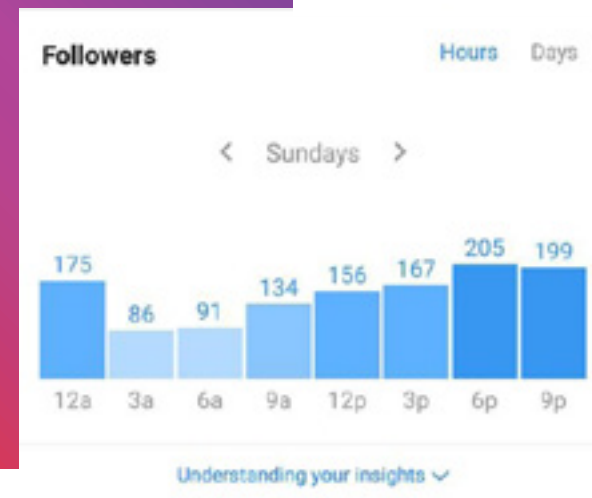 Followers Hours Days
< Sundays >
175 86 91 134 156 167 205 199
12a 3a 6a 9a 12p 3p 6p 9p
Understanding your insights